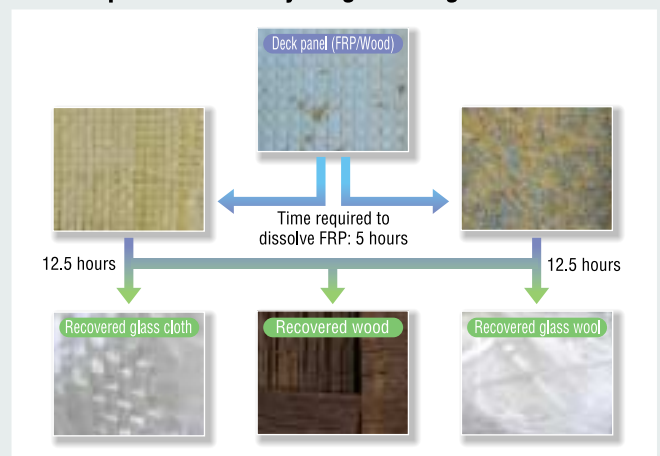 Deck panel (FRP/Wood)
Time required to
dissolve FRP: 5 hours
12.5 hours
12.5 hours
Recovered glass cloth
Recovered wood
Recovered glass wool